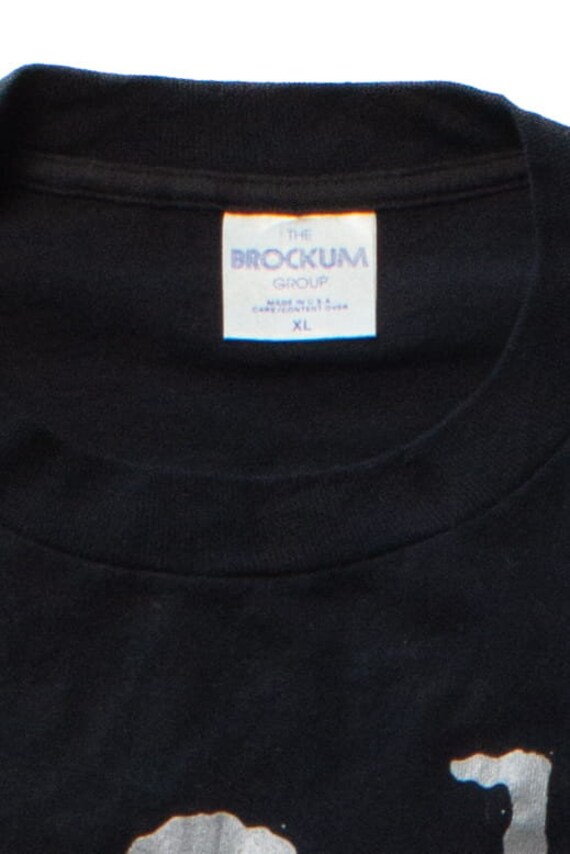 THE
BROCKUM
GROUP
MADE IN U.S.A.
CARE/CONTENT OVER
XL